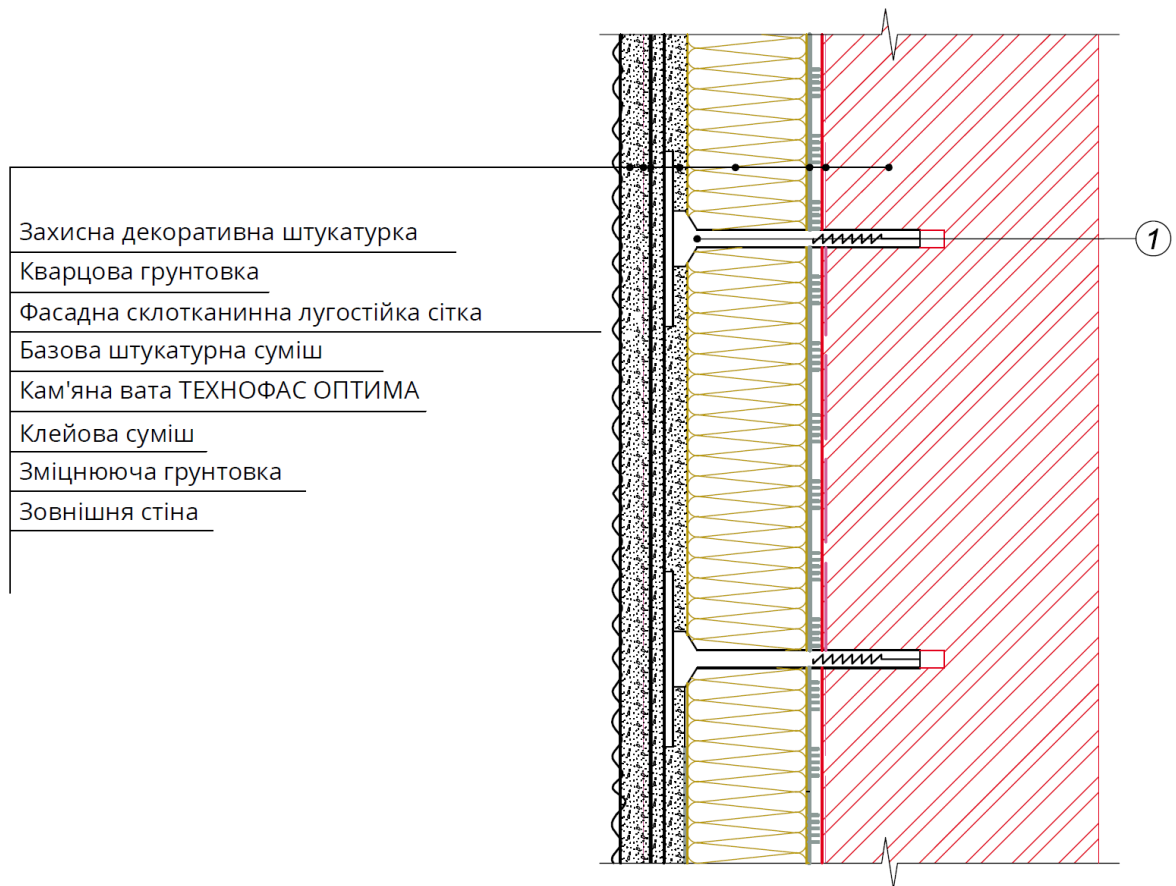 Захисна декоративна штукатурка
Кварцова грунтовка
Фасадна склотканинна лугостійка сітка
Базова штукатурна суміш
Кам'яна вата ТЕХНОФАС ОПТИМА
Клейова суміш
Зміцнююча грунтовка
Зовнішня стіна
1